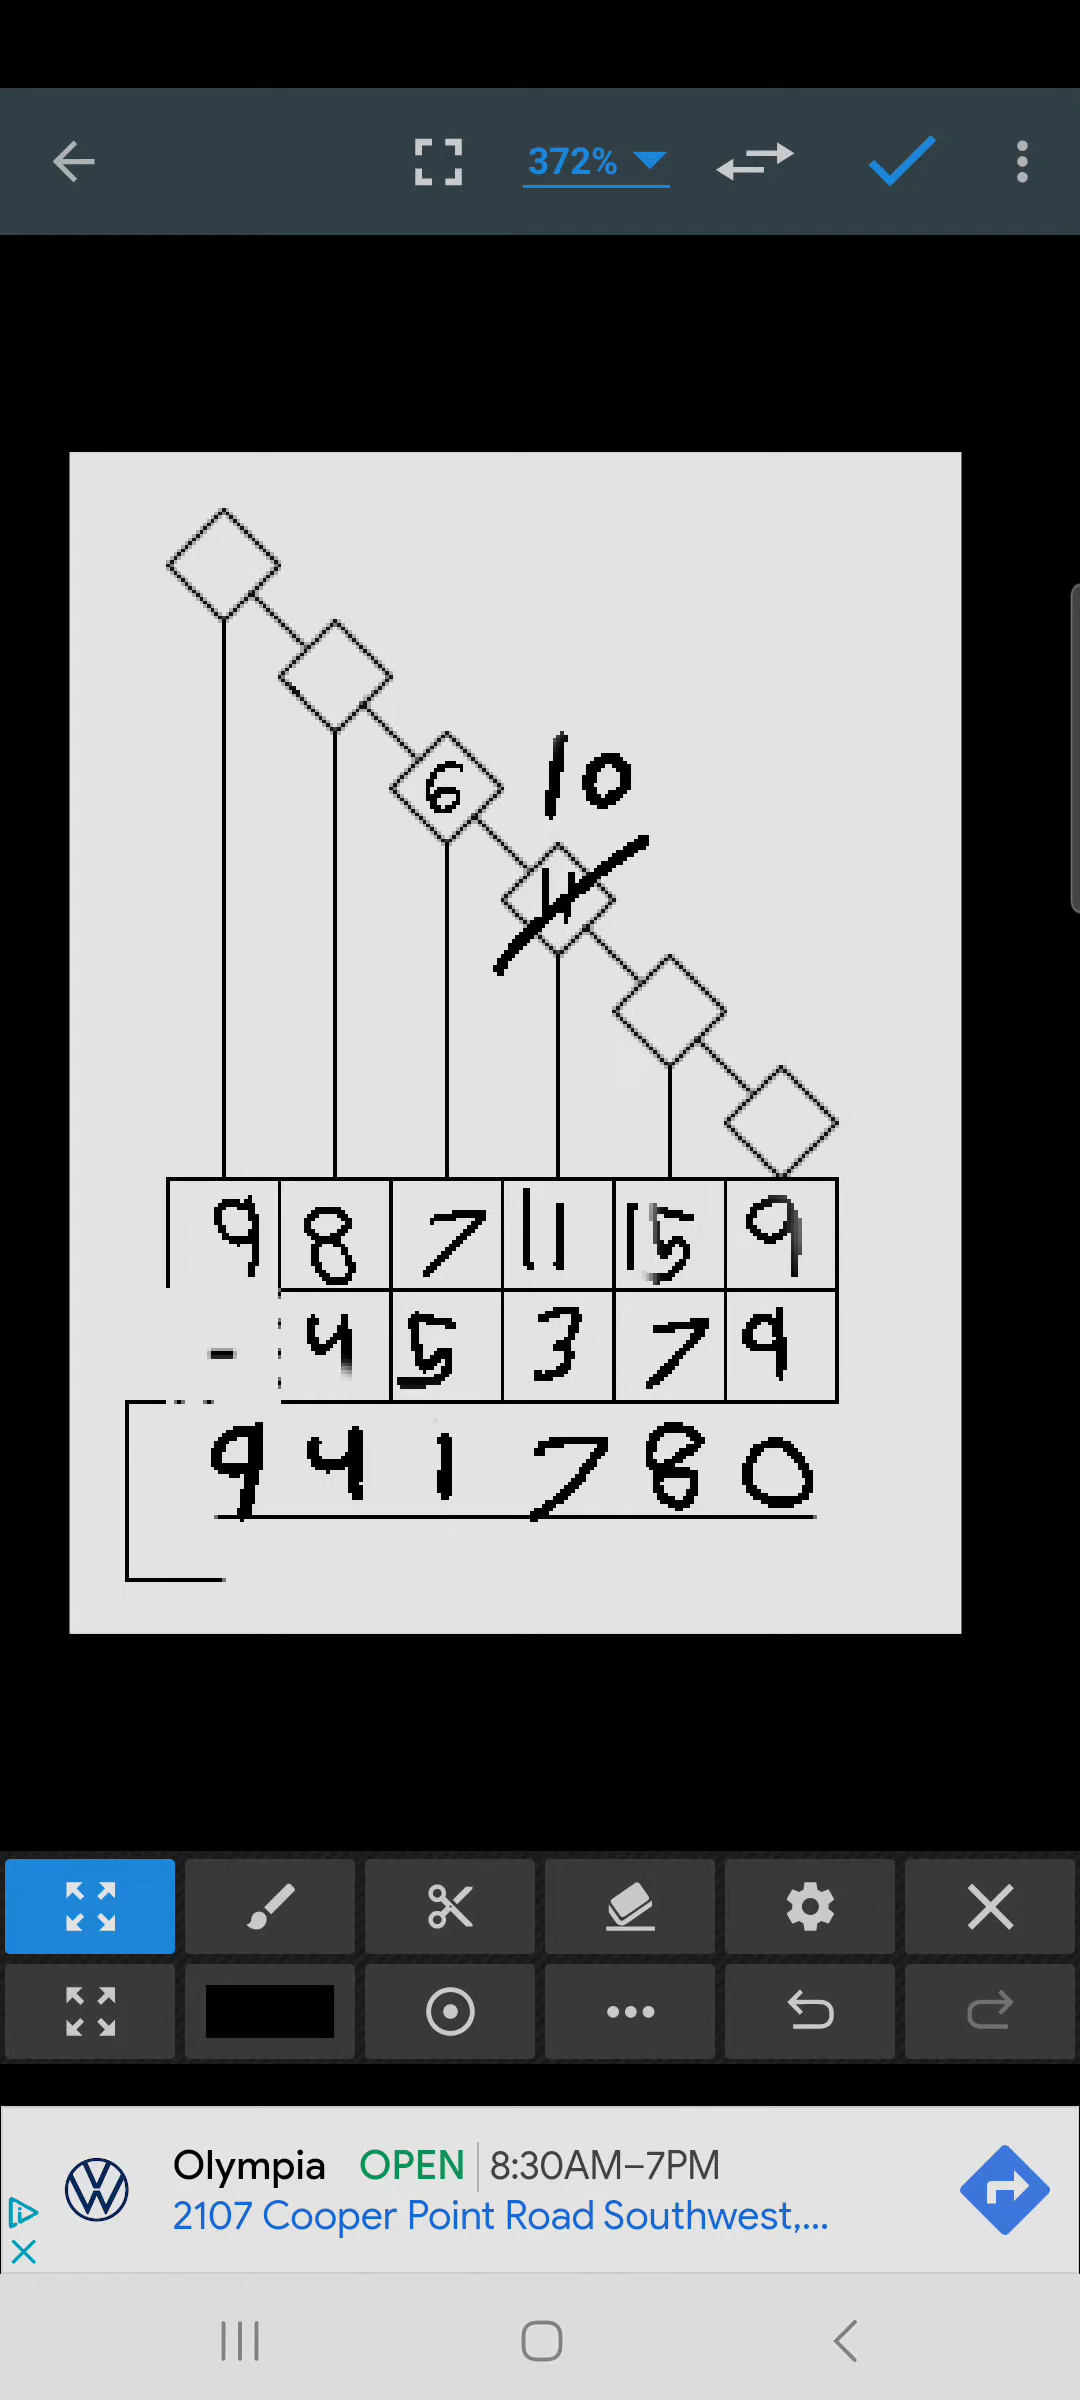 372%
6
10
4
9 8 7 11 15 9
- 4 5 3 7 9
9 4 1 7 8 0
Olympia OPEN 8:30AM–7PM
2107 Cooper Point Road Southwest,...